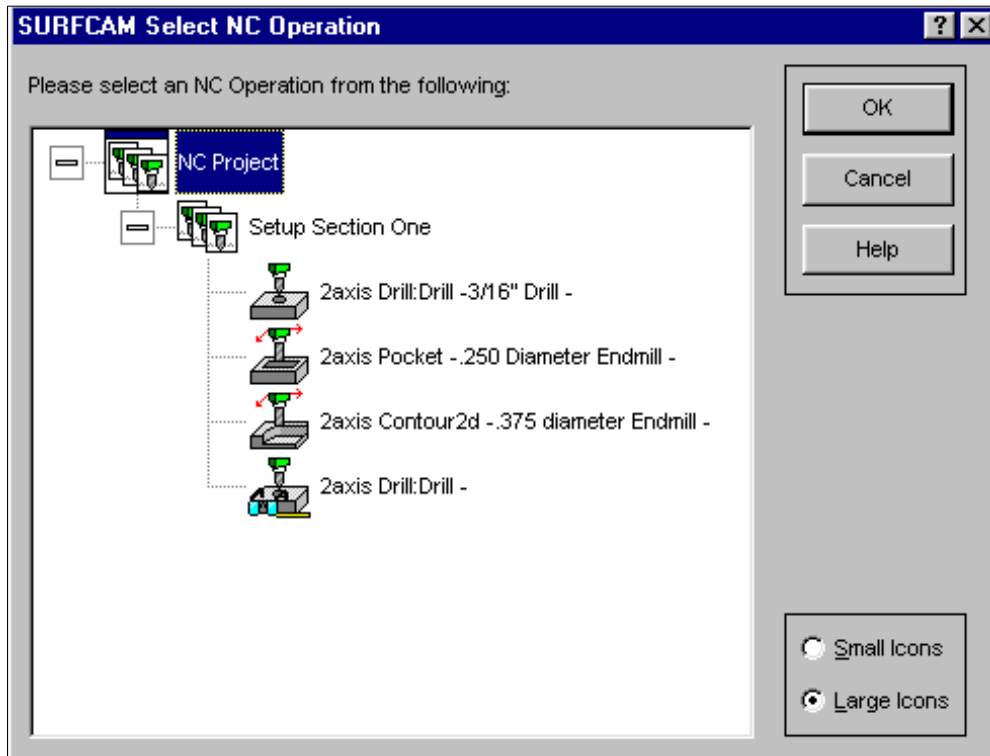 SURFCAM Select NC Operation
Please select an NC Operation from the following:
NC Project
Setup Section One
2axis Drill:Drill -3/16" Drill -
2axis Pocket -.250 Diameter Endmill -
2axis Contour2d -.375 diameter Endmill -
2axis Drill:Drill -
OK
Cancel
Help
Small Icons
Large Icons